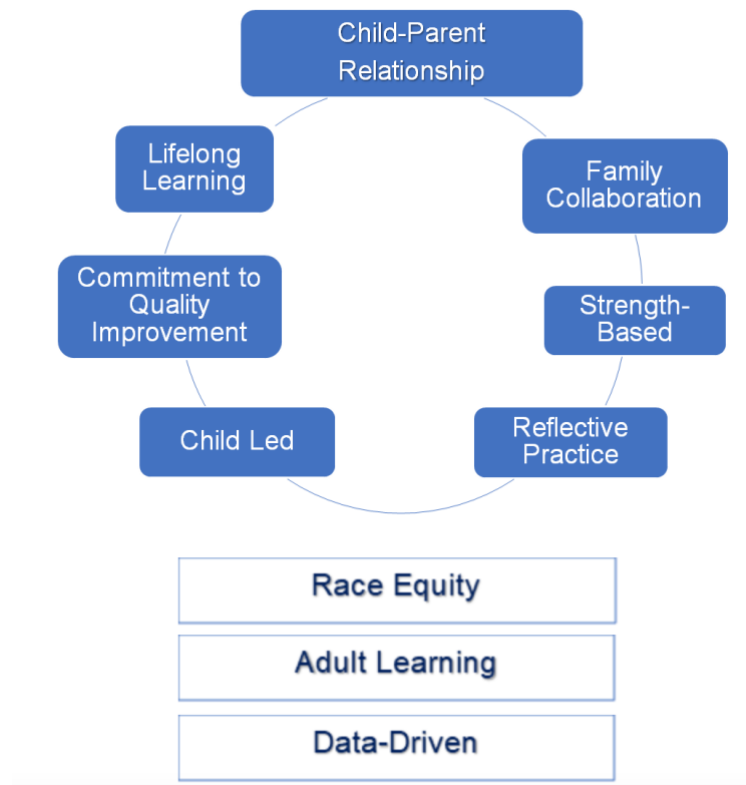 Child-Parent
Relationship
Family
Collaboration
Strength-
Based
Reflective
Practice
Child Led
Commitment to
Quality
Improvement
Lifelong
Learning
Race Equity
Adult Learning
Data-Driven